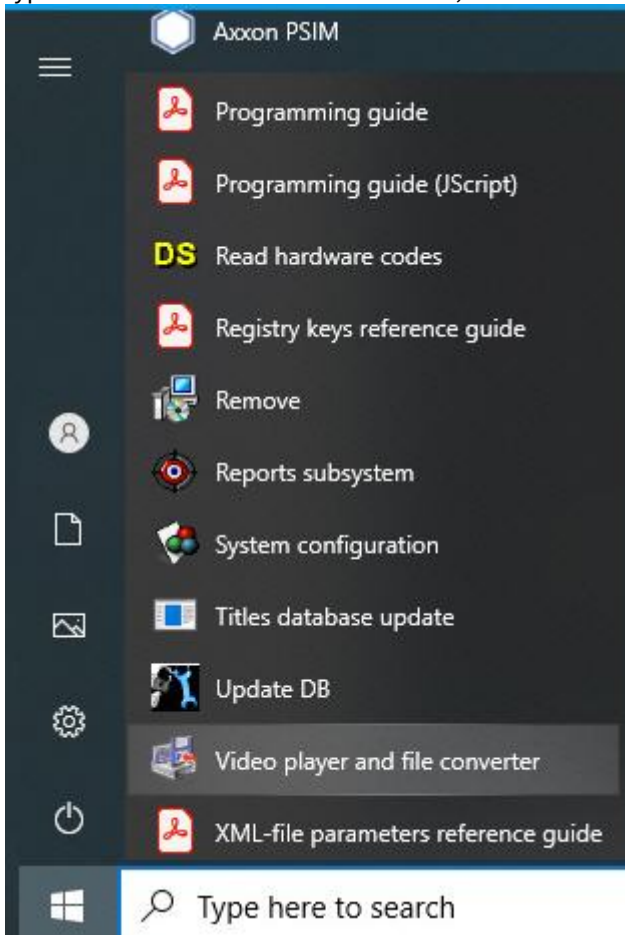 Axxon PSIM
Programming guide
Programming guide (JScript)
DS Read hardware codes
Registry keys reference guide
Remove
Reports subsystem
System configuration
Titles database update
Update DB
Video player and file converter
XML-file parameters reference guide
Type here to search